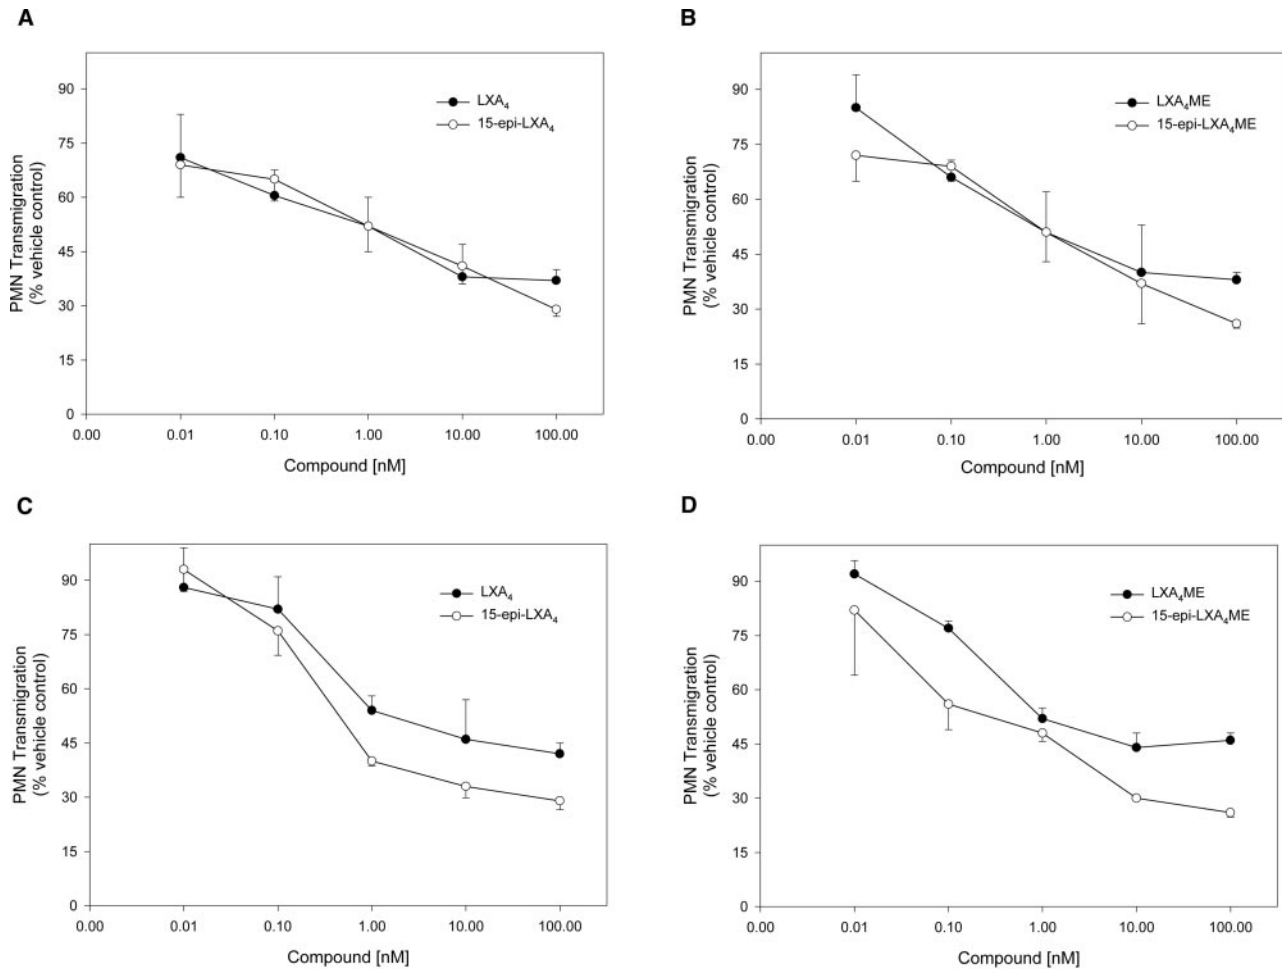 A
PMN Transmigration
(% vehicle control)
90
75
60
45
30
15
0
LXA₄
15-epi-LXA₄
0.00 0.01 0.10 1.00 10.00 100.00
Compound [nM]
B
PMN Transmigration
(% vehicle control)
90
75
60
45
30
15
0
LXA₄ME
15-epi-LXA₄ME
0.00 0.01 0.10 1.00 10.00 100.00
Compound [nM]
C
PMN Transmigration
(% vehicle control)
90
75
60
45
30
15
0
LXA₄
15-epi-LXA₄
0.00 0.01 0.10 1.00 10.00 100.00
Compound [nM]
D
PMN Transmigration
(% vehicle control)
90
75
60
45
30
15
0
LXA₄ME
15-epi-LXA₄ME
0.00 0.01 0.10 1.00 10.00 100.00
Compound [nM]